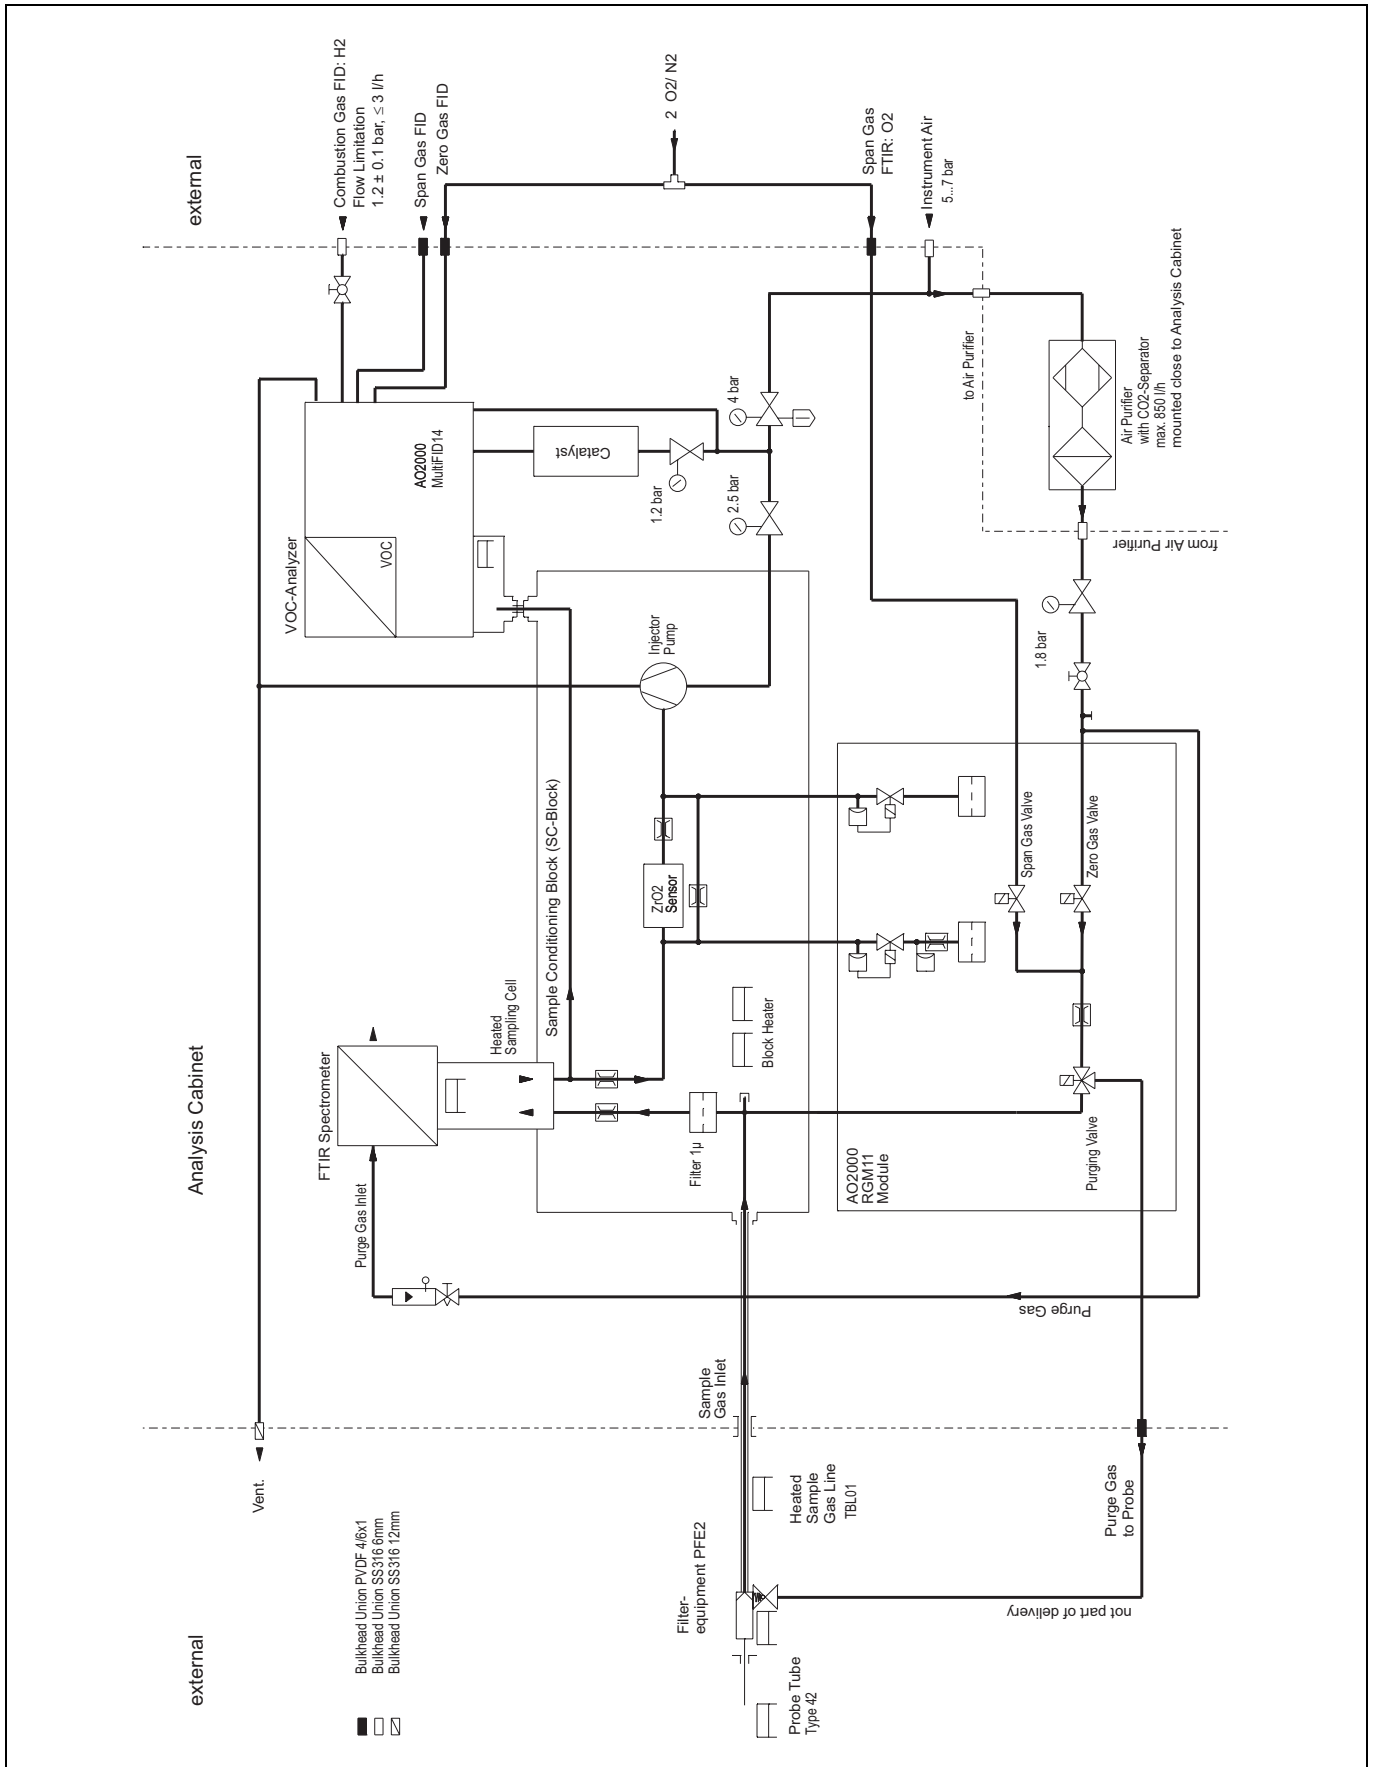 external
Analysis Cabinet
external
Combustion Gas FID: H2
Flow Limitation
1.2 ± 0.1 bar, ≤ 3 l/h
Span Gas FID
Zero Gas FID
2  O2/ N2
Span Gas
FTIR: O2
Instrument Air
5...7 bar
to Air Purifier
Air Purifier
with CO2-Separator
max. 850 l/h
mounted close to Analysis Cabinet
from Air Purifier
VOC-Analyzer
AO2000
MultiFID14
VOC
Catalyst
1.2 bar
4 bar
2.5 bar
1.8 bar
Injector
Pump
Sample Conditioning Block (SC-Block)
ZrO2
Sensor
Span Gas Valve
Zero Gas Valve
FTIR Spectrometer
Heated
Sampling Cell
Block Heater
Filter 1µ
Purge Gas Inlet
AO2000
RGM11
Module
Purging Valve
Purge Gas
Sample
Gas Inlet
Vent.
Heated
Sample
Gas Line
TBL01
Purge Gas
to Probe
Filter-
equipment PFE2
not part of delivery
Probe Tube
Type 42
Bulkhead Union PVDF 4/6x1
Bulkhead Union SS316 6mm
Bulkhead Union SS316 12mm